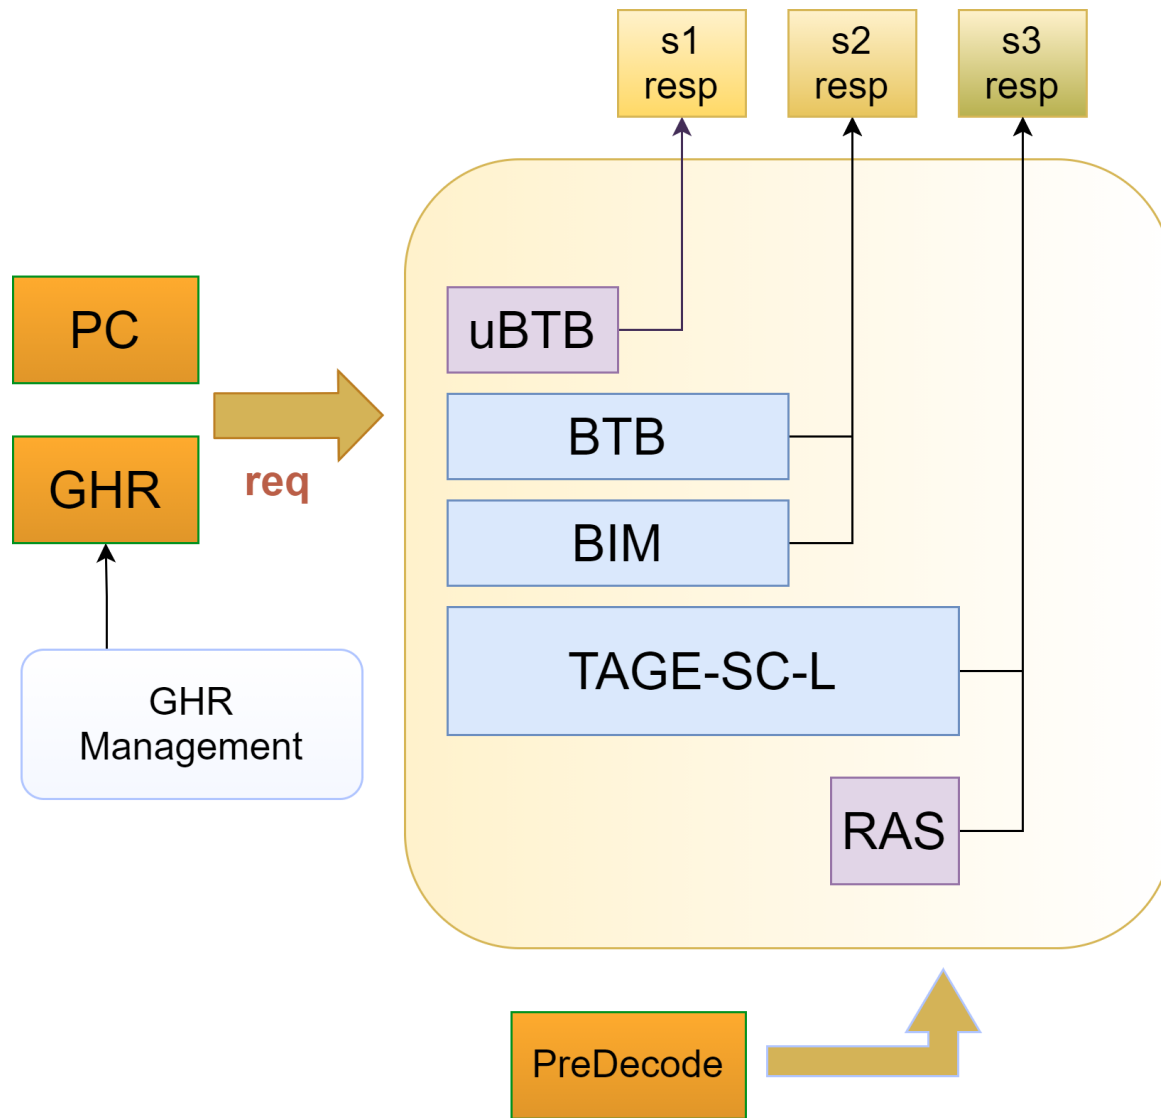 s1
resp
s2
resp
s3
resp
PC
uBTB
BTB
GHR
req
BIM
TAGE-SC-L
GHR
Management
RAS
PreDecode